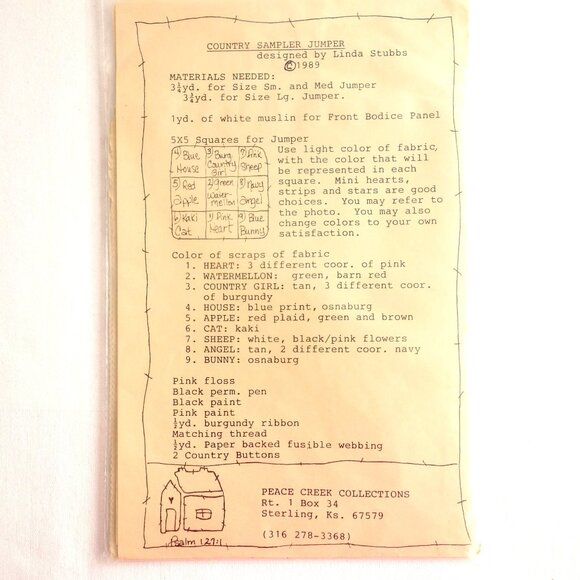 COUNTRY SAMPLER JUMPER
designed by Linda Stubbs
©1989
MATERIALS NEEDED:
3¼yd. for Size Sm. and Med Jumper
3¾yd. for Size Lg. Jumper.
1yd. of white muslin for Front Bodice Panel
5X5 Squares for Jumper
4) Blue House
3) Burg Country Girl
7) Pink Sheep
5) Red Apple
2) Green Watermellon
8) Navy Angel
6) Kaki Cat
1) Pink Heart
9) Blue Bunny
Use light color of fabric,
with the color that will
be represented in each
square. Mini hearts,
strips and stars are good
choices. You may refer to
the photo. You may also
change colors to your own
satisfaction.
Color of scraps of fabric
1. HEART: 3 different coor. of pink
2. WATERMELLON: green, barn red
3. COUNTRY GIRL: tan, 3 different coor.
of burgundy
4. HOUSE: blue print, osnaburg
5. APPLE: red plaid, green and brown
6. CAT: kaki
7. SHEEP: white, black/pink flowers
8. ANGEL: tan, 2 different coor. navy
9. BUNNY: osnaburg
Pink floss
Black perm. pen
Black paint
Pink paint
½yd. burgundy ribbon
Matching thread
½yd. Paper backed fusible webbing
2 Country Buttons
Psalm 127:1
PEACE CREEK COLLECTIONS
Rt. 1 Box 34
Sterling, Ks. 67579
(316 278-3368)